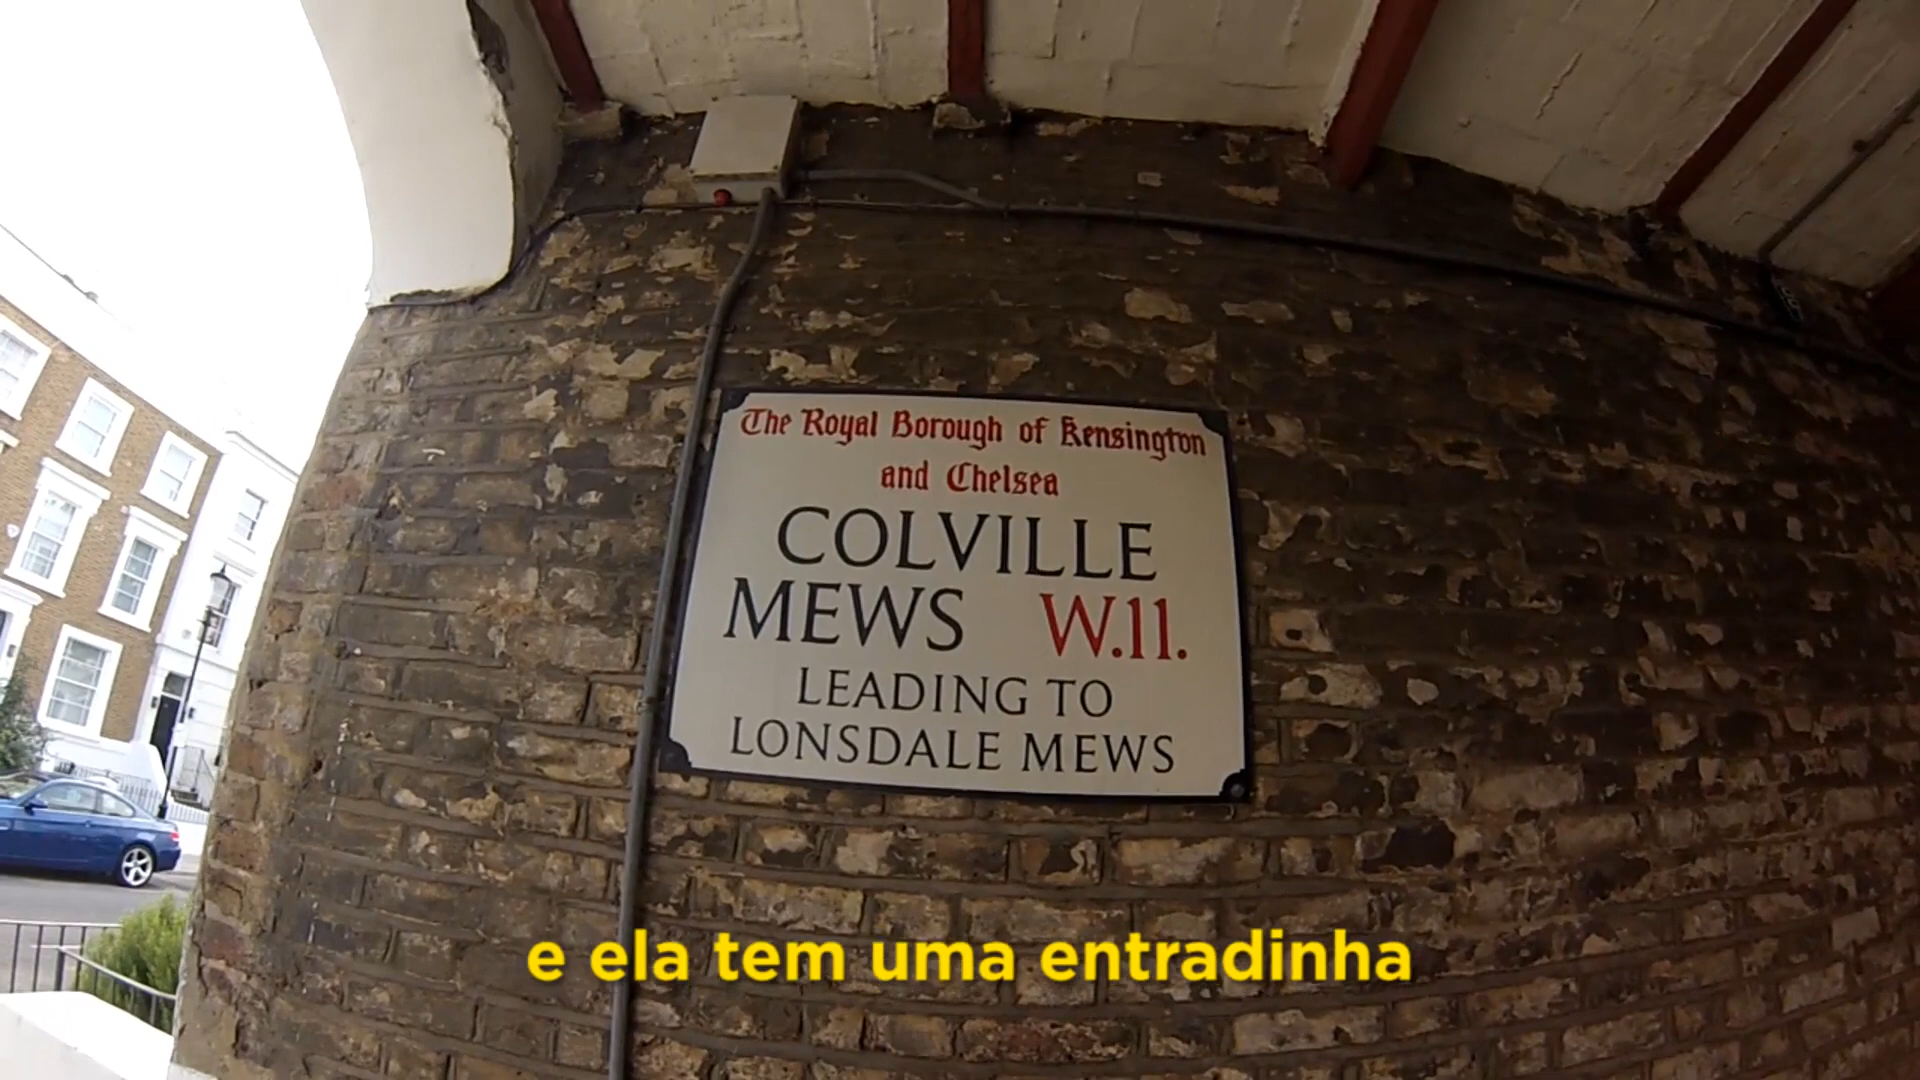 The Royal Borough of Kensington
and Chelsea
COLVILLE
MEWS W.11.
LEADING TO
LONSDALE MEWS
e ela tem uma entradinha